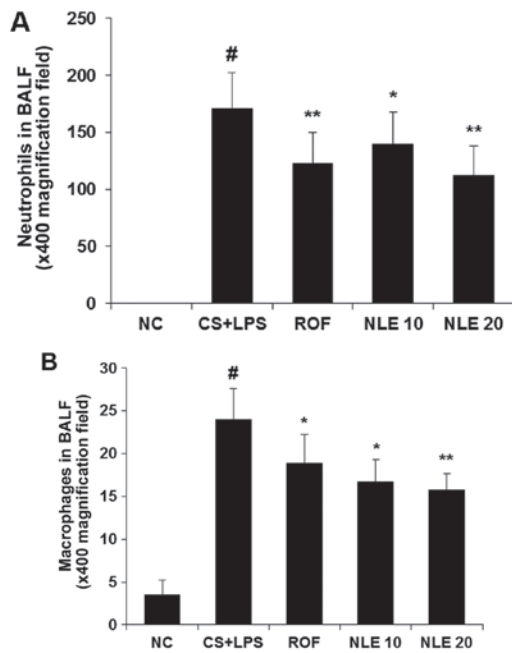 A
Neutrophils in BALF
(x400 magnification field)
250
200
150
100
50
0
#
**
*
**
NC CS+LPS ROF NLE 10 NLE 20
B
Macrophages in BALF
(x400 magnification field)
30
25
20
15
10
5
0
#
*
*
**
NC CS+LPS ROF NLE 10 NLE 20